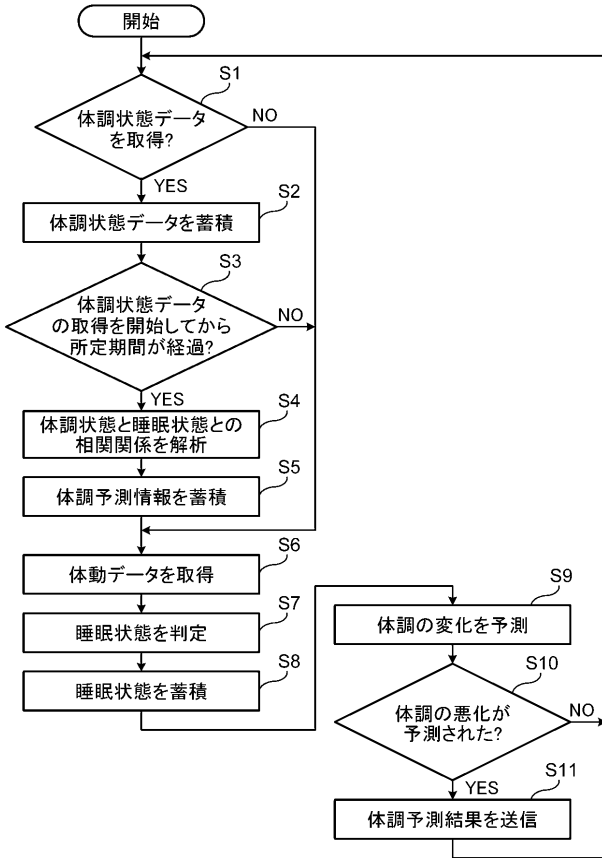 開始
S1
体調状態データ
を取得?
NO
YES
S2
体調状態データを蓄積
S3
体調状態データ
の取得を開始してから
所定期間が経過?
NO
YES
S4
体調状態と睡眠状態との
相関関係を解析
S5
体調予測情報を蓄積
S6
体動データを取得
S7
睡眠状態を判定
S8
睡眠状態を蓄積
S9
体調の変化を予測
S10
体調の悪化が
予測された?
NO
YES
S11
体調予測結果を送信